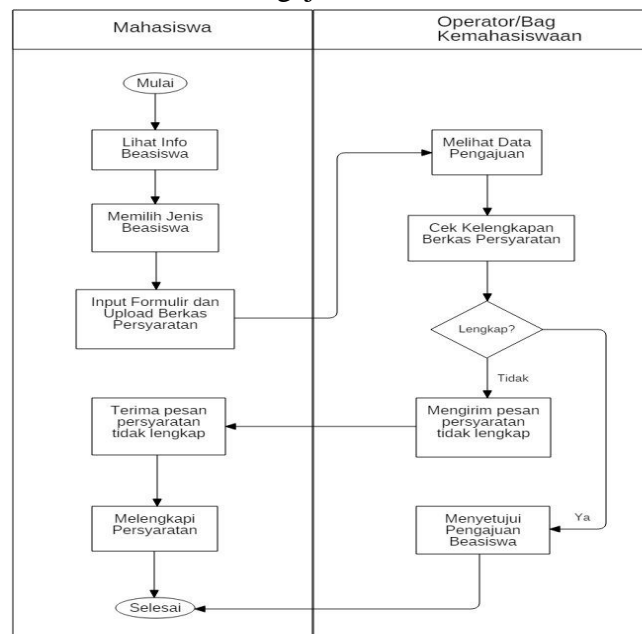 Mahasiswa
Operator/Bag
Kemahasiswaan
Mulai
Lihat Info
Beasiswa
Memilih Jenis
Beasiswa
Input Formulir dan
Upload Berkas
Persyaratan
Melihat Data
Pengajuan
Cek Kelengkapan
Berkas Persyaratan
Lengkap?
Tidak
Mengirim pesan
persyaratan
tidak lengkap
Terima pesan
persyaratan
tidak lengkap
Melengkapi
Persyaratan
Ya
Menyetujui
Pengajuan
Beasiswa
Selesai